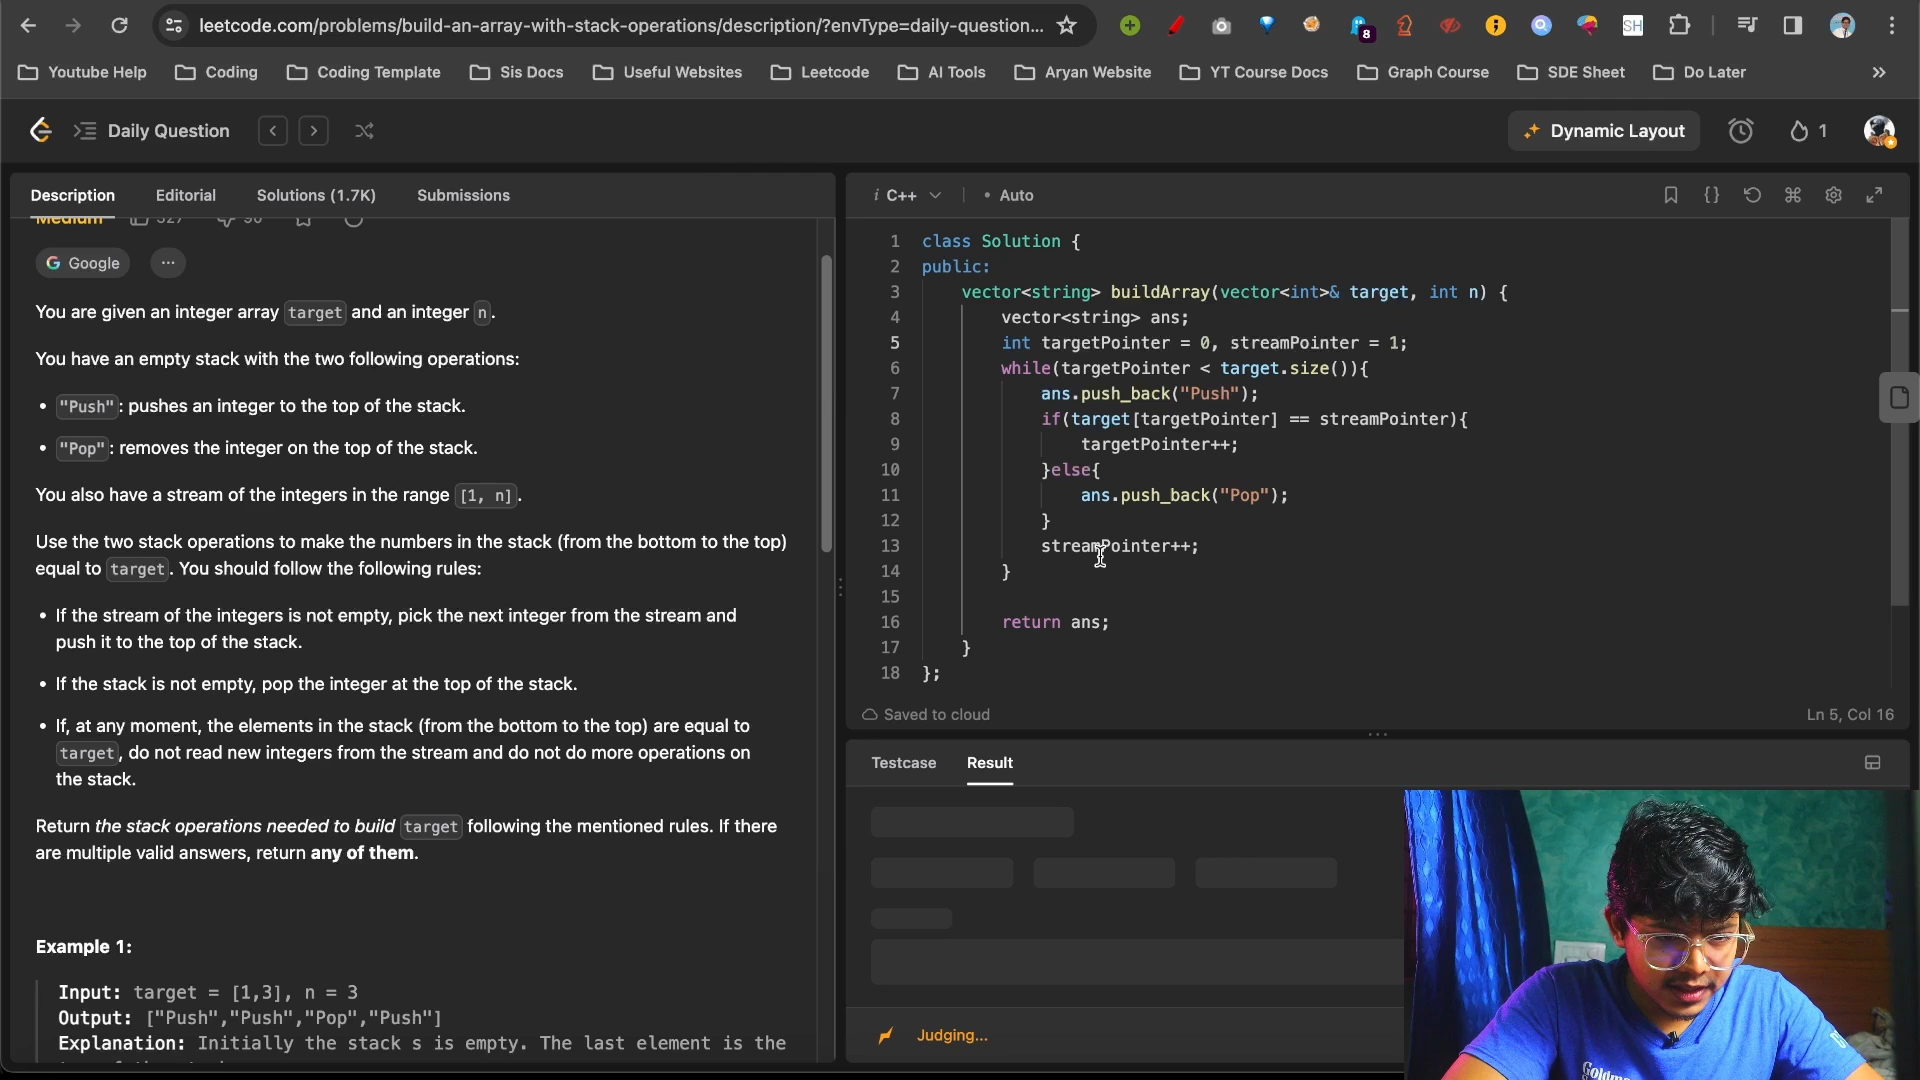 leetcode.com/problems/build-an-array-with-stack-operations/description/?envType=daily-question...
8
SH
Youtube Help
Coding
Coding Template
Sis Docs
Useful Websites
Leetcode
AI Tools
Aryan Website
YT Course Docs
Graph Course
SDE Sheet
Do Later
»
Daily Question
Dynamic Layout
1
Description
Editorial
Solutions (1.7K)
Submissions
Medium
Google
...
You are given an integer array target and an integer n.
You have an empty stack with the two following operations:
• "Push": pushes an integer to the top of the stack.
• "Pop": removes the integer on the top of the stack.
You also have a stream of the integers in the range [1, n].
Use the two stack operations to make the numbers in the stack (from the bottom to the top)
equal to target. You should follow the following rules:
• If the stream of the integers is not empty, pick the next integer from the stream and
push it to the top of the stack.
• If the stack is not empty, pop the integer at the top of the stack.
• If, at any moment, the elements in the stack (from the bottom to the top) are equal to
target, do not read new integers from the stream and do not do more operations on
the stack.
Return the stack operations needed to build target following the mentioned rules. If there
are multiple valid answers, return any of them.
Example 1:
Input: target = [1,3], n = 3
Output: ["Push","Push","Pop","Push"]
Explanation: Initially the stack s is empty. The last element is the
i C++
• Auto
1 class Solution {
2 public:
3 vector<string> buildArray(vector<int>& target, int n) {
4 vector<string> ans;
5 int targetPointer = 0, streamPointer = 1;
6 while(targetPointer < target.size()){
7 ans.push_back("Push");
8 if(target[targetPointer] == streamPointer){
9 targetPointer++;
10 }else{
11 ans.push_back("Pop");
12 }
13 streamPointer++;
14 }
15
16 return ans;
17 }
18 };
Saved to cloud
Ln 5, Col 16
Testcase
Result
Judging...